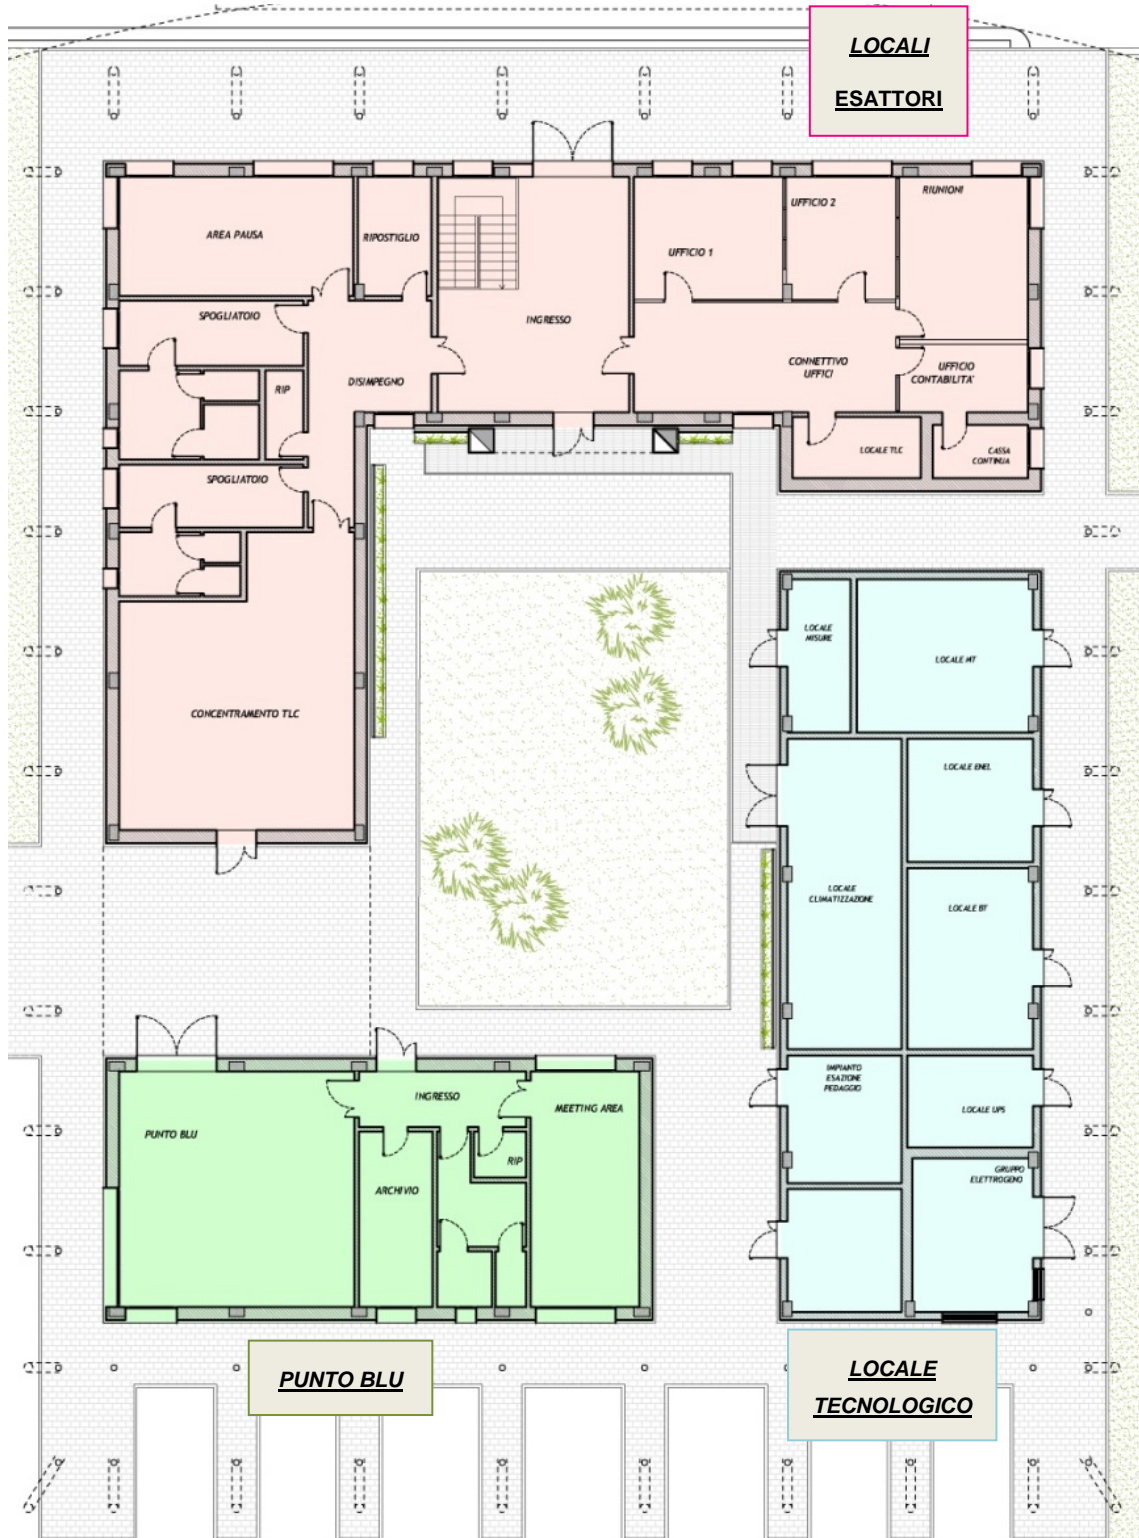 LOCALI
ESATTORI
RIUNIONI
UFFICIO 2
AREA PAUSA
RIPOSTIGLIO
UFFICIO 1
SPOGLIATOIO
INGRESSO
CONNETTIVO
UFFICI
UFFICIO
CONTABILITA'
DISIMPEGNO
RIP
LOCALE TLC
CASSA
CONTINUA
SPOGLIATOIO
LOCALE
MISURE
LOCALE MT
CONCENTRAMENTO TLC
LOCALE ENEL
LOCALE
CLIMATIZZAZIONE
LOCALE BT
IMPIANTO
ESAZIONE
PEDAGGIO
INGRESSO
MEETING AREA
LOCALE UPS
PUNTO BLU
RIP
GRUPPO
ELETTROGENO
ARCHIVIO
PUNTO BLU
LOCALE
TECNOLOGICO